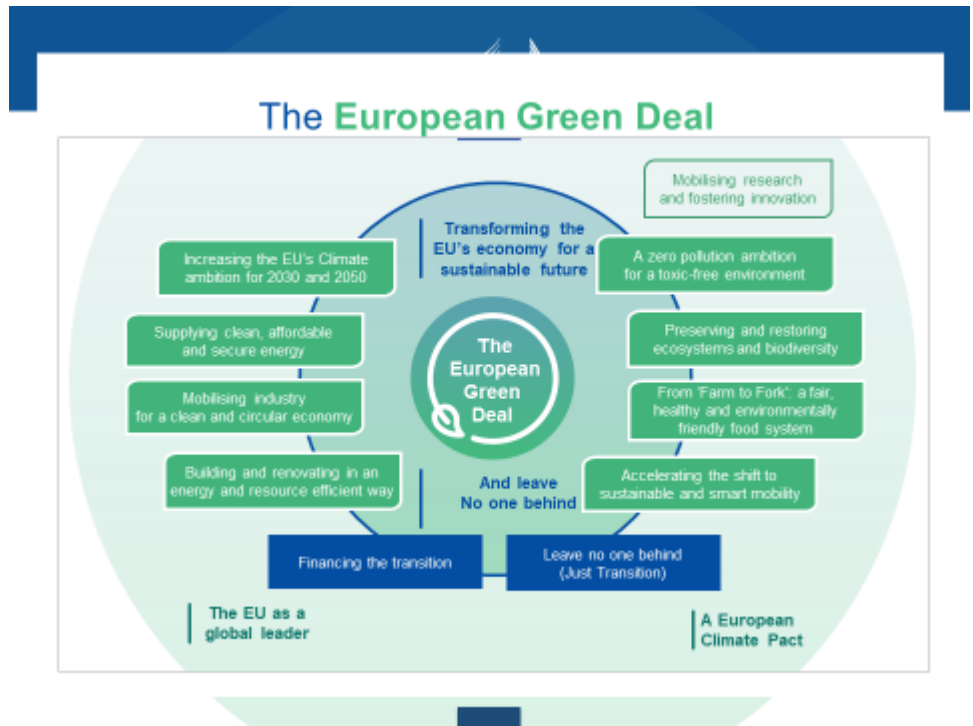 The European Green Deal
Mobilising research
and fostering innovation
Transforming the
EU's economy for a
sustainable future
Increasing the EU's Climate
ambition for 2030 and 2050
A zero pollution ambition
for a toxic-free environment
Supplying clean, affordable
and secure energy
The
European
Green
Deal
Preserving and restoring
ecosystems and biodiversity
Mobilising industry
for a clean and circular economy
From 'Farm to Fork': a fair,
healthy and environmentally
friendly food system
Building and renovating in an
energy and resource efficient way
And leave
No one behind
Accelerating the shift to
sustainable and smart mobility
Financing the transition
Leave no one behind
(Just Transition)
The EU as a
global leader
A European
Climate Pact